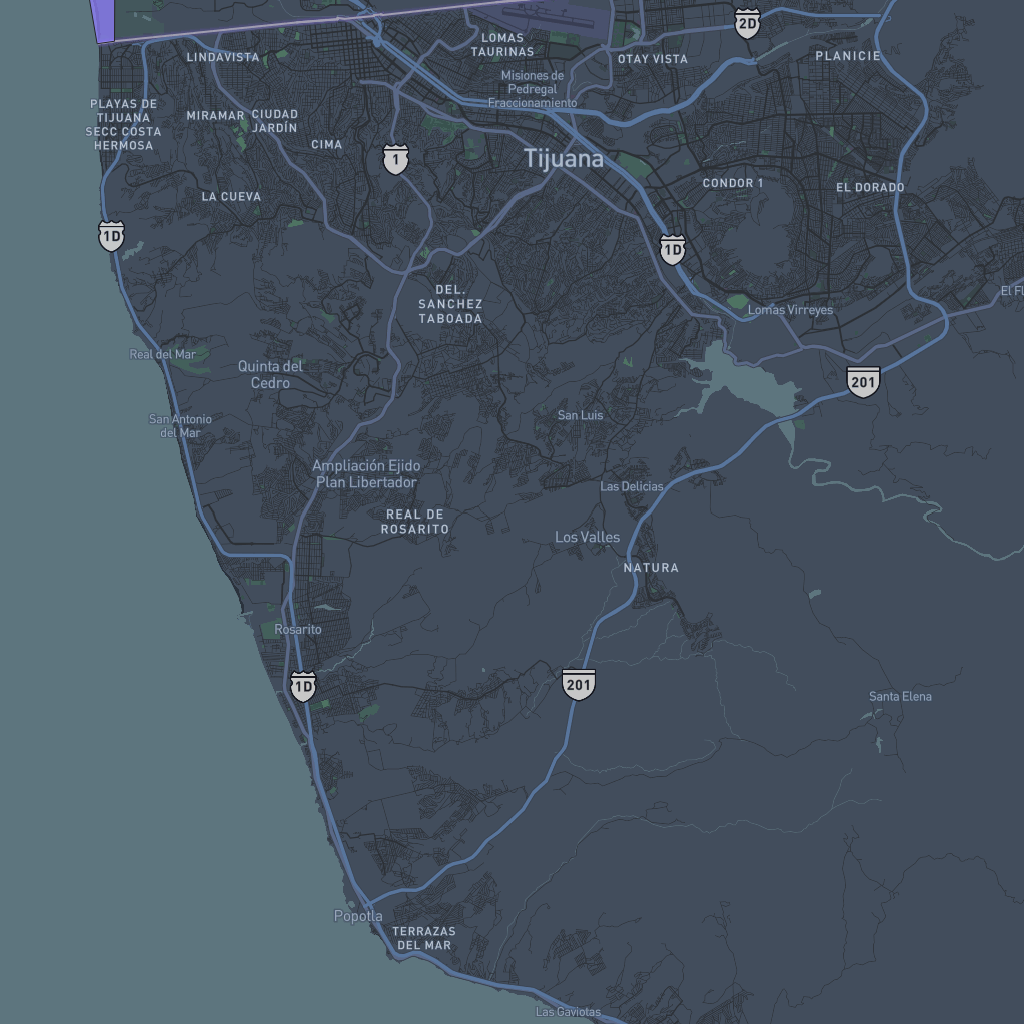 2D
LOMAS
TAURINAS
LINDAVISTA
OTAY VISTA
PLANICIE
Misiones de
Pedregal
Fraccionamiento
PLAYAS DE
TIJUANA
SECC COSTA
HERMOSA
MIRAMAR
CIUDAD
JARDÍN
CIMA
1
Tijuana
CONDOR 1
EL DORADO
LA CUEVA
1D
1D
DEL.
SANCHEZ
TABOADA
El Fl
Lomas Virreyes
Real del Mar
Quinta del
Cedro
201
San Antonio
del Mar
San Luis
Ampliación Ejido
Plan Libertador
Las Delicias
REAL DE
ROSARITO
Los Valles
NATURA
Rosarito
1D
201
Santa Elena
Popotla
TERRAZAS
DEL MAR
Las Gaviotas